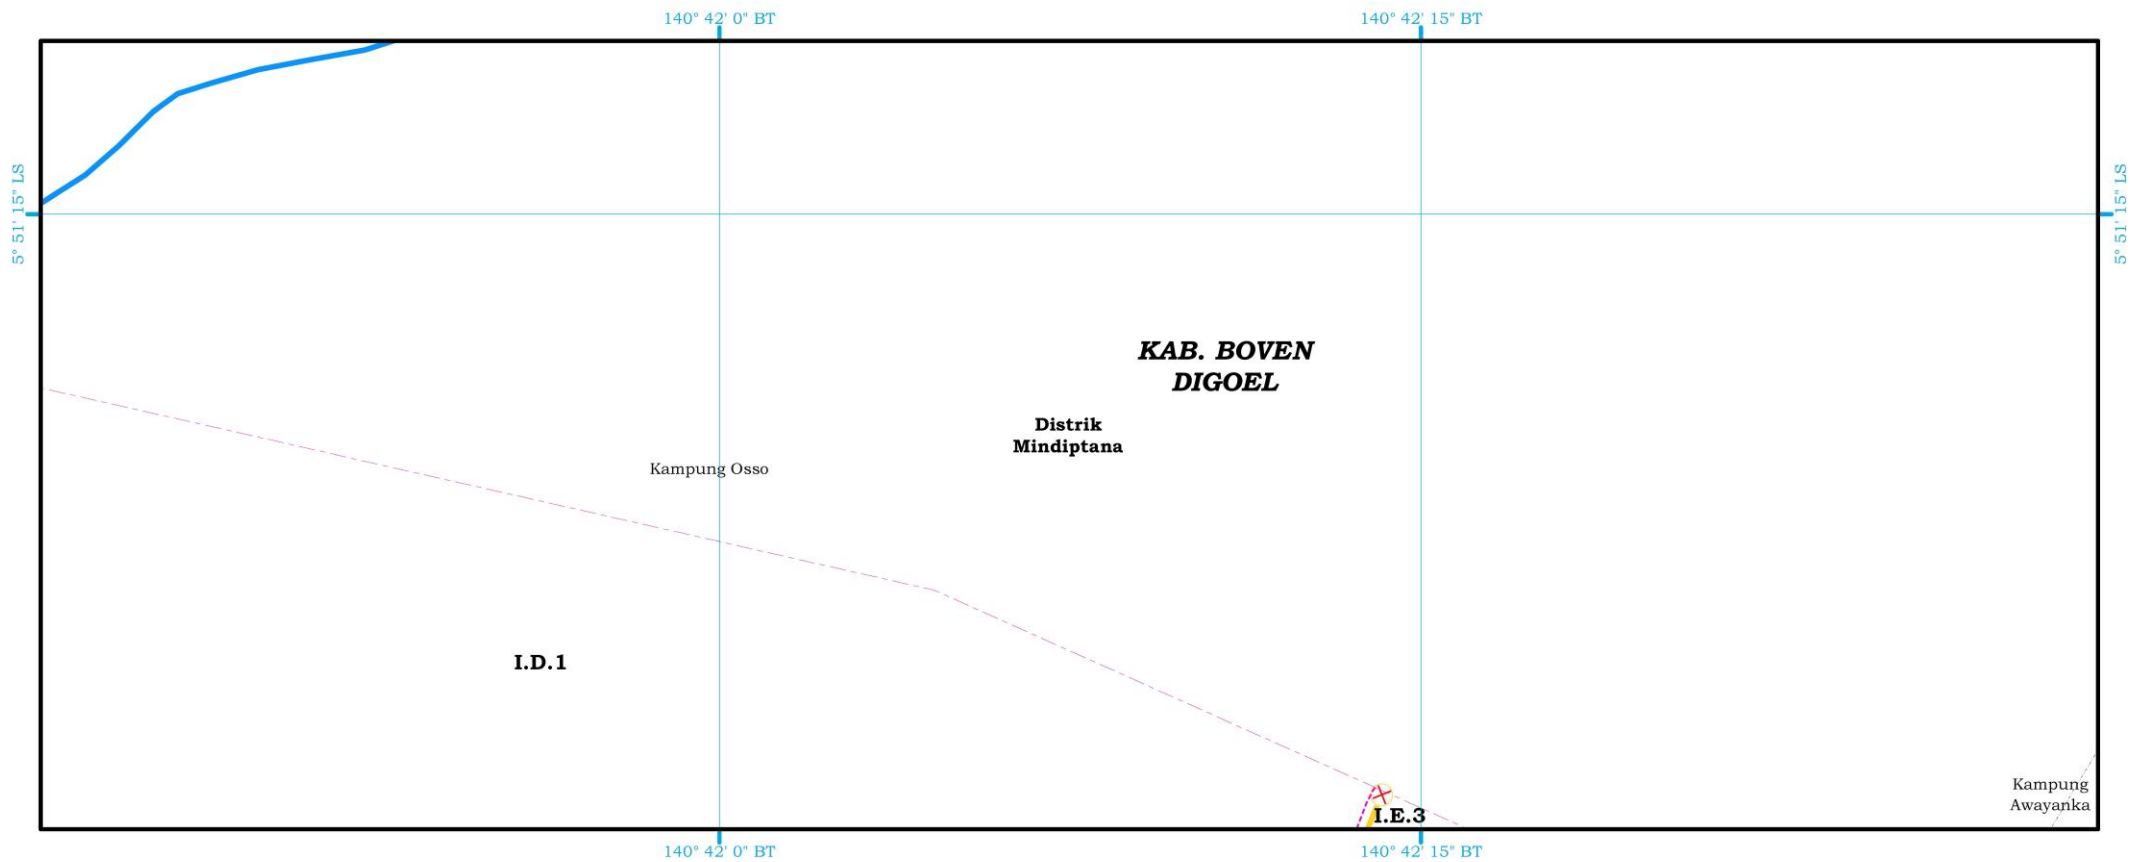 140° 42' 0" BT
140° 42' 15" BT
5° 51' 15" LS
5° 51' 15" LS
KAB. BOVEN
DIGOEL
Distrik
Mindiptana
Kampung Osso
I.D.1
Kampung
Awayanka
I.E.3
140° 42' 0" BT
140° 42' 15" BT